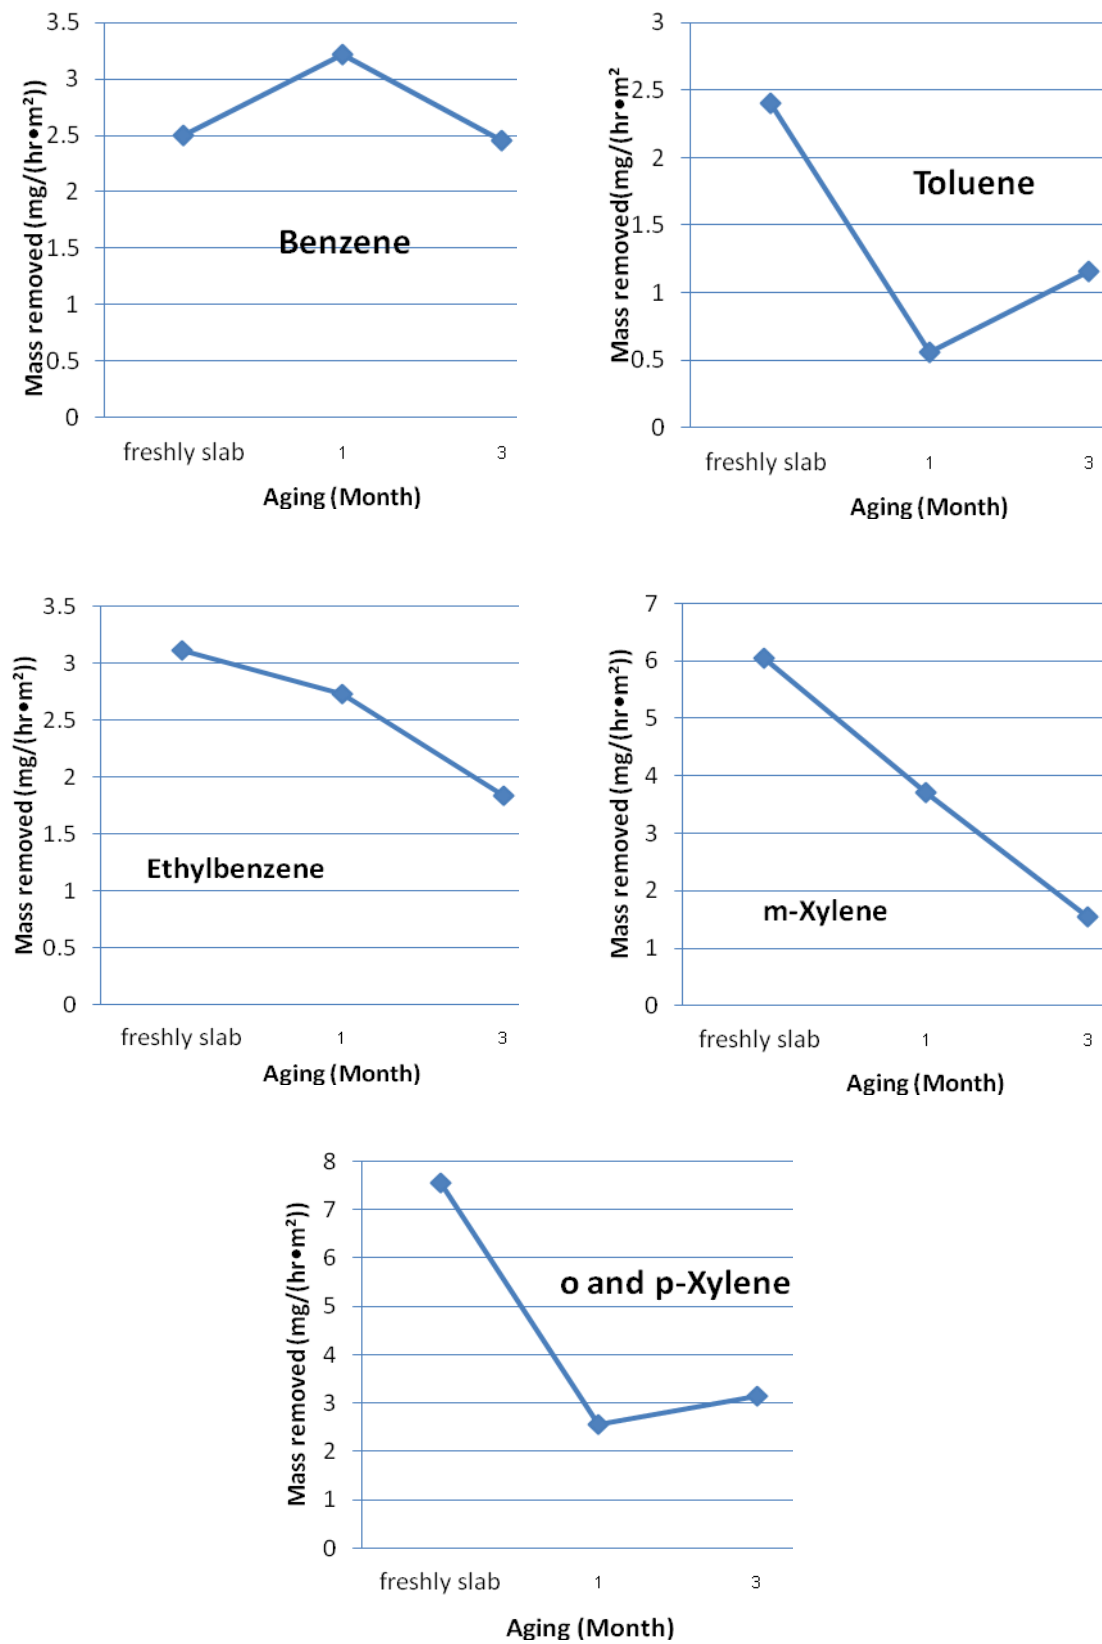 Mass removed (mg/(hr•m²))
3.5
3
2.5
2
1.5
1
0.5
0
Benzene
freshly slab 1 3
Aging (Month)
Mass removed(mg/(hr•m²
3
2.5
2
1.5
1
0.5
0
Toluene
freshly slab 1 3
Aging (Month)
Mass removed (mg/(hr•m²))
3.5
3
2.5
2
1.5
1
0.5
0
Ethylbenzene
freshly slab 1 3
Aging (Month)
Mass removed (mg/(hr•m²))
7
6
5
4
3
2
1
0
m-Xylene
freshly slab 1 3
Aging (Month)
Mass removed (mg/(hr•m²))
8
7
6
5
4
3
2
1
0
o and p-Xylene
freshly slab 1 3
Aging (Month)